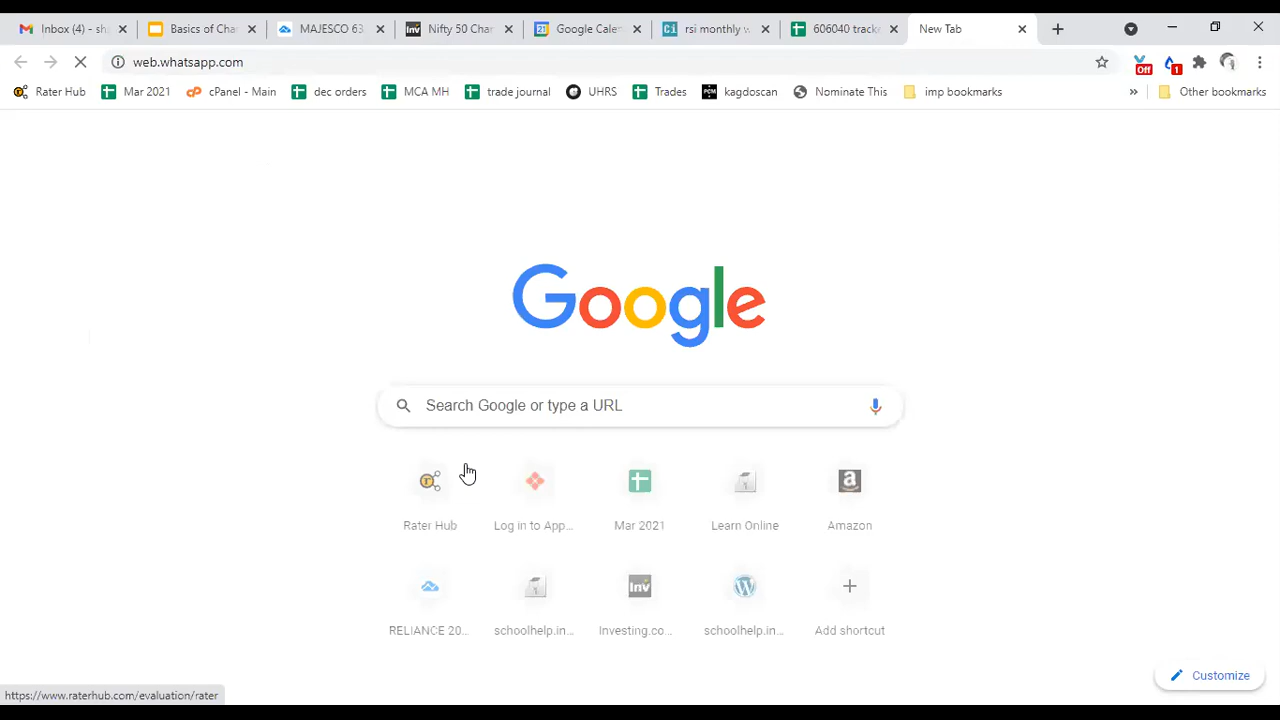 Inbox (4) - sh
Basics of Cha
MAJESCO 63
Nifty 50 Char
Google Cale
rsi monthly w
606040 track
New Tab
web.whatsapp.com
Rater Hub
Mar 2021
cPanel - Main
dec orders
MCA MH
trade journal
UHRS
Trades
kagdoscan
Nominate This
imp bookmarks
»
Other bookmarks
Off
1
Google
Search Google or type a URL
Rater Hub
Log in to App...
Mar 2021
Learn Online
Amazon
RELIANCE 20...
schoolhelp.in...
Investing.co...
schoolhelp.in...
Add shortcut
Customize
https://www.raterhub.com/evaluation/rater